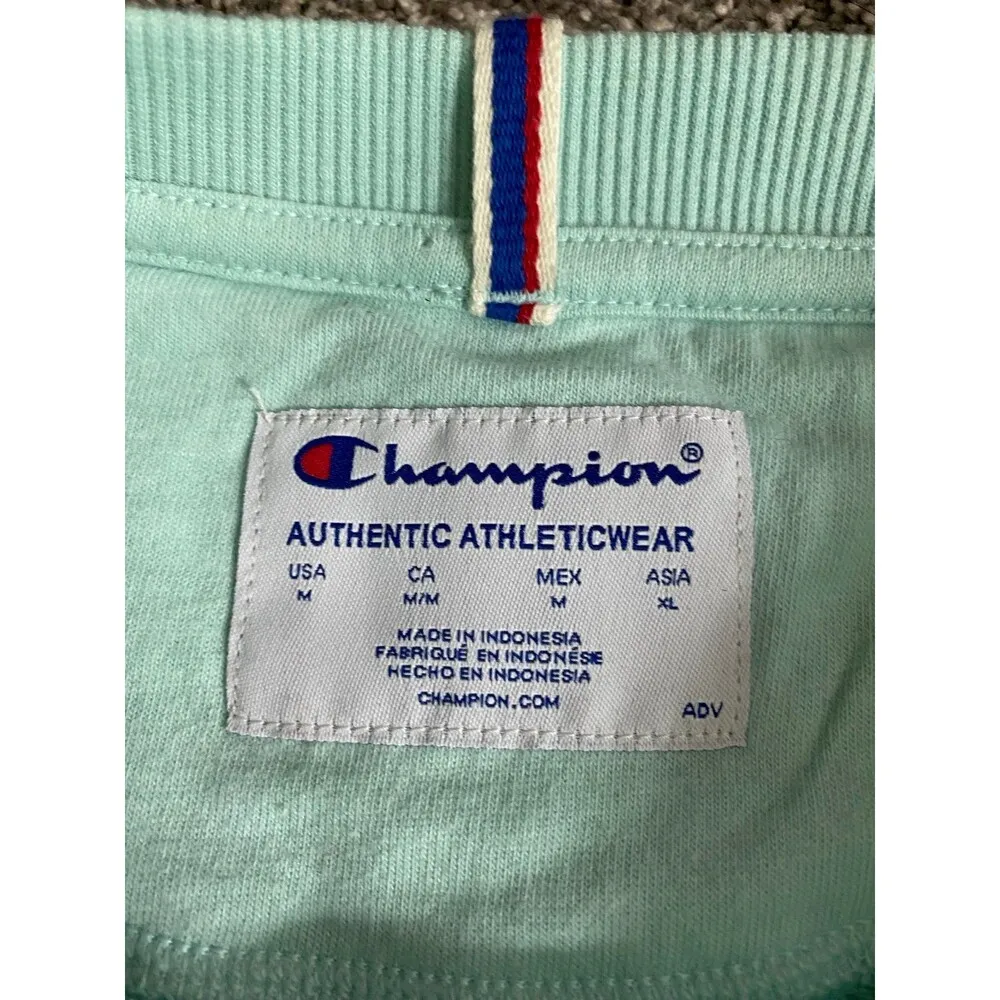 Champion®
AUTHENTIC ATHLETICWEAR
USA CA MEX ASIA
M M/M M XL
MADE IN INDONESIA
FABRIQUÉ EN INDONÉSIE
HECHO EN INDONESIA
CHAMPION.COM
ADV